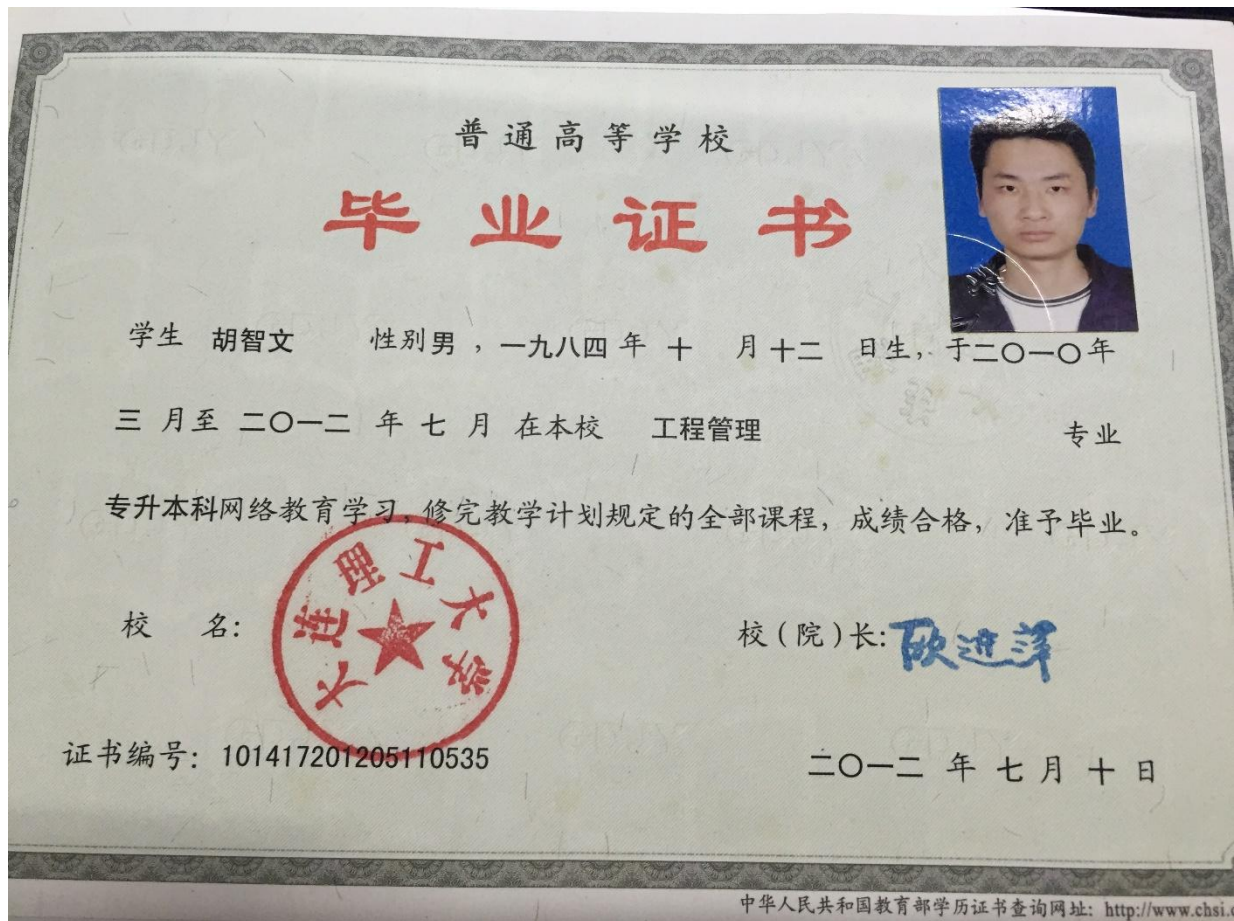 普通高等学校
毕业证书
学生 胡智文 性别男，一九八四年 十 月十二 日生，于二〇一〇年
三 月至 二〇一二 年 七 月 在本校 工程管理 专业
专升本科网络教育学习，修完教学计划规定的全部课程，成绩合格，准予毕业。
校 名：
大连理工大学
校（院）长：欧进萍
证书编号：101417201205110535
二〇一二 年 七 月 十 日
中华人民共和国教育部学历证书查询网址：http://www.chsi.c